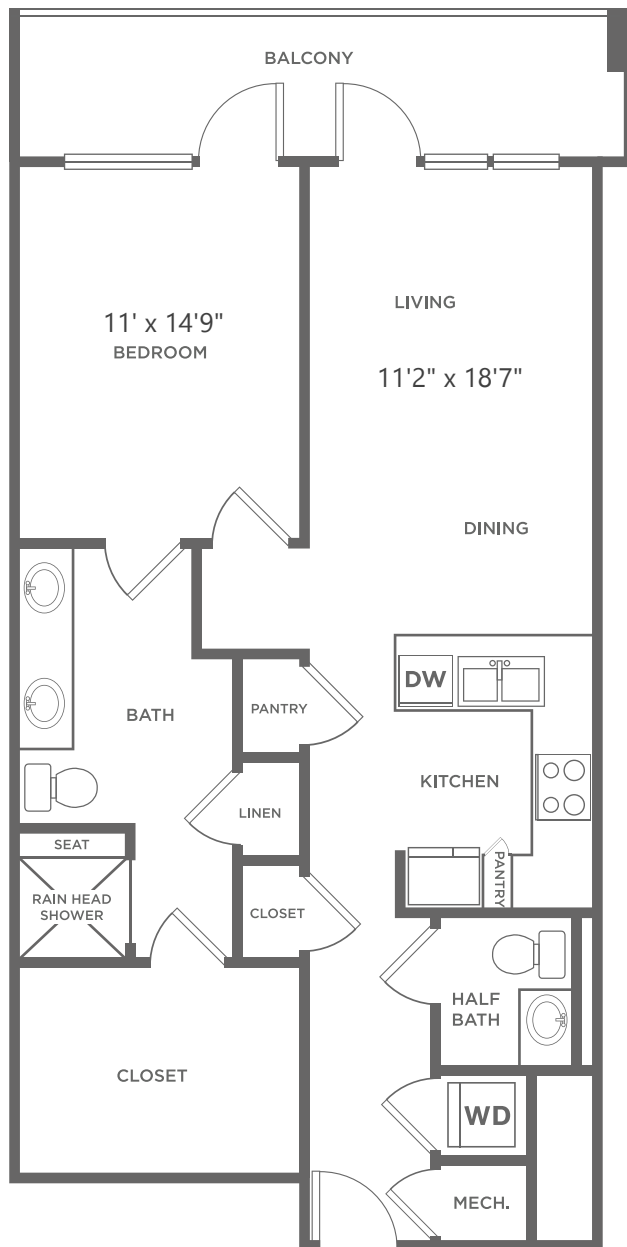 BALCONY
LIVING
11' x 14'9"
BEDROOM
11'2" x 18'7"
DINING
DW
PANTRY
BATH
KITCHEN
LINEN
SEAT
PANTRY
RAIN HEAD
SHOWER
CLOSET
HALF
BATH
CLOSET
WD
MECH.